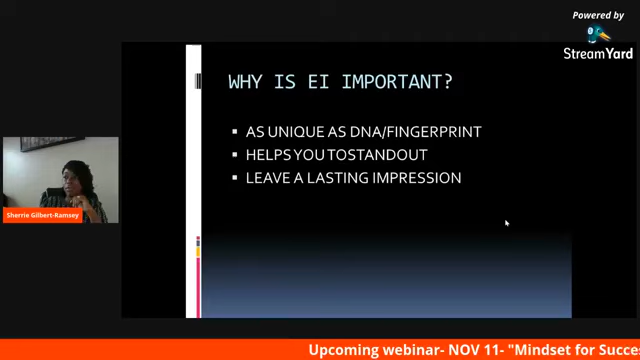 Powered by
StreamYard
WHY IS EI IMPORTANT?
AS UNIQUE AS DNA/FINGERPRINT
HELPS YOU TOSTANDOUT
LEAVE A LASTING IMPRESSION
Sherrie Gilbert-Ramsey
Upcoming webinar- NOV 11- "Mindset for Succe